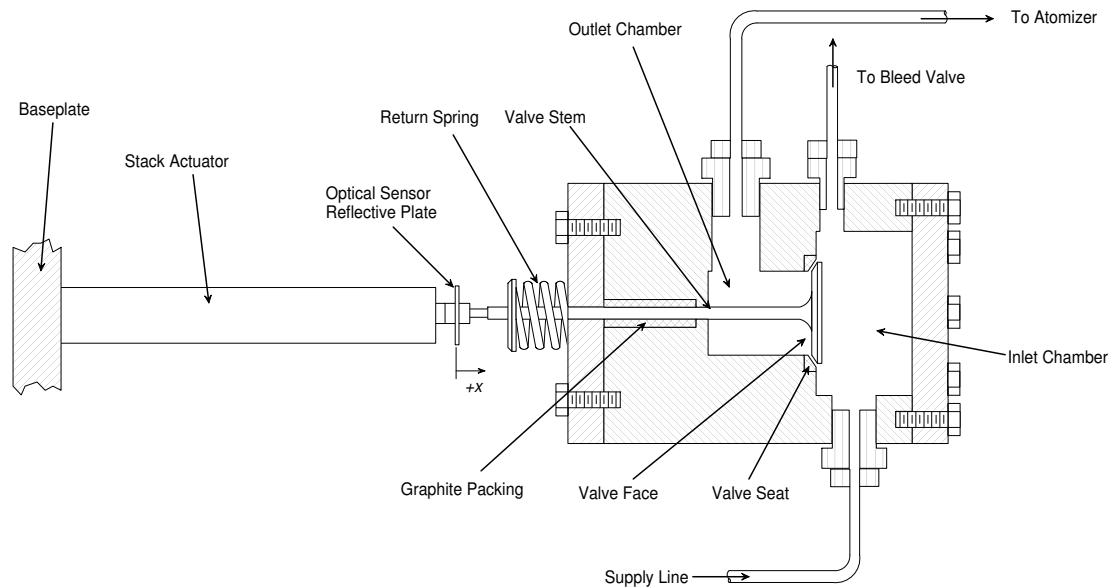 To Atomizer
Outlet Chamber
To Bleed Valve
Baseplate
Return Spring
Valve Stem
Stack Actuator
Optical Sensor
Reflective Plate
Inlet Chamber
+x
Graphite Packing
Valve Face
Valve Seat
Supply Line